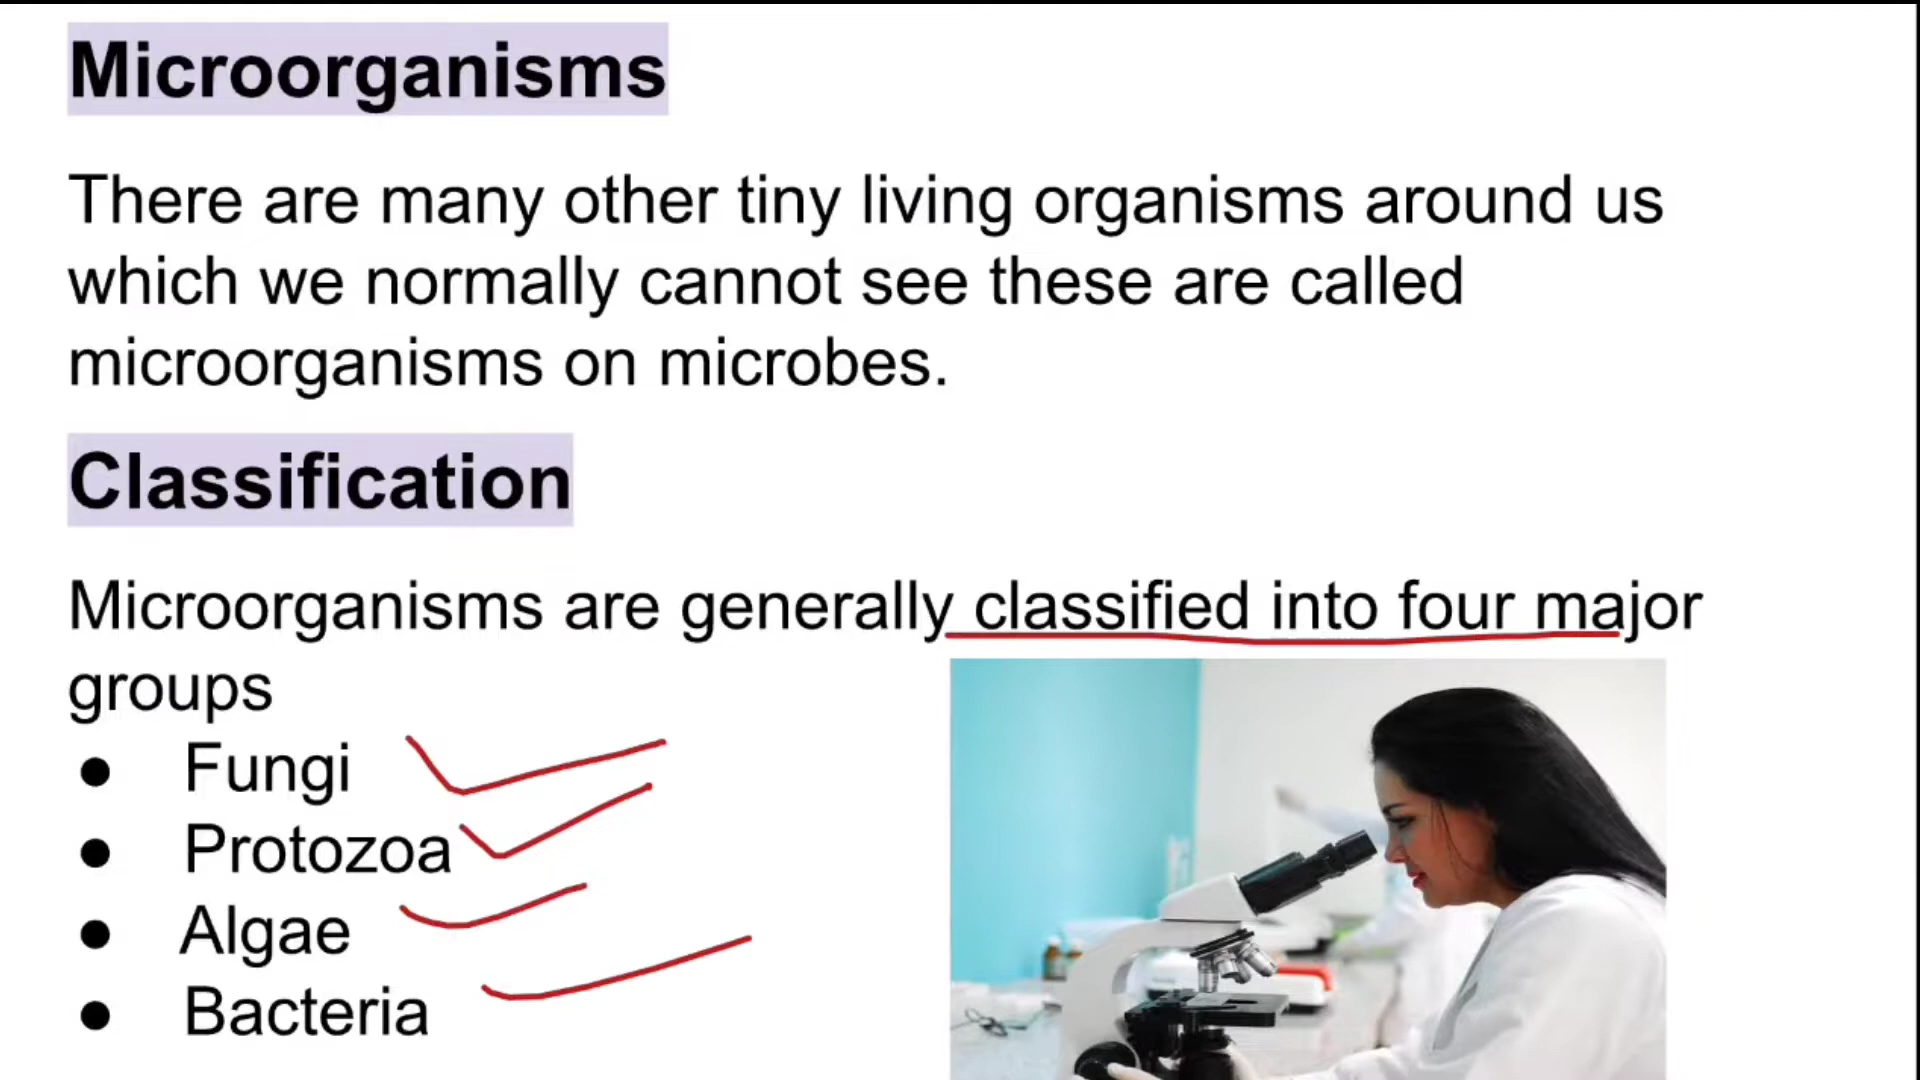 Microorganisms
There are many other tiny living organisms around us
which we normally cannot see these are called
microorganisms on microbes.
Classification
Microorganisms are generally classified into four major
groups
● Fungi
● Protozoa
● Algae
● Bacteria